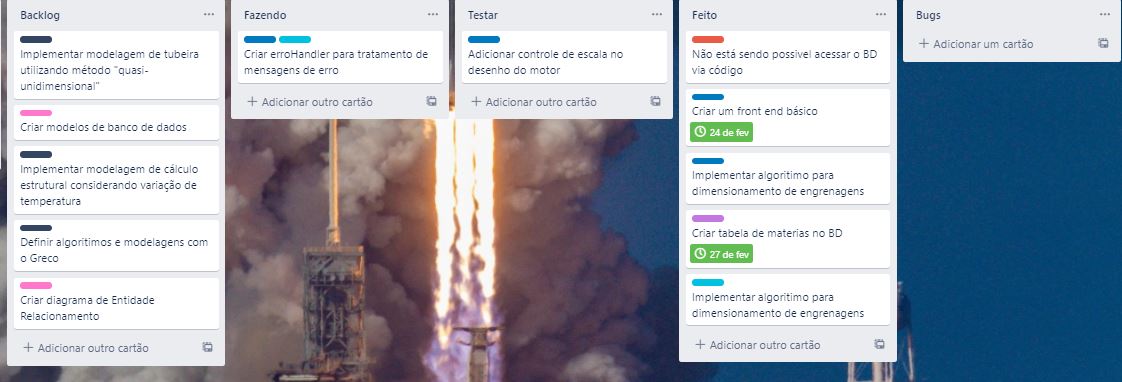 Backlog
Implementar modelagem de tubeira
utilizando método "quasi-
unidimensional"
Criar modelos de banco de dados
Implementar modelagem de cálculo
estrutural considerando variação de
temperatura
Definir algoritimos e modelagens com
o Greco
Criar diagrama de Entidade
Relacionamento
+ Adicionar outro cartão
Fazendo
Criar erroHandler para tratamento de
mensagens de erro
+ Adicionar outro cartão
Testar
Adicionar controle de escala no
desenho do motor
+ Adicionar outro cartão
Feito
Não está sendo possivel acessar o BD
via código
Criar um front end básico
24 de fev
Implementar algoritimo para
dimensionamento de engrenagens
Criar tabela de materias no BD
27 de fev
Implementar algoritimo para
dimensionamento de engrenagens
+ Adicionar outro cartão
Bugs
+ Adicionar um cartão